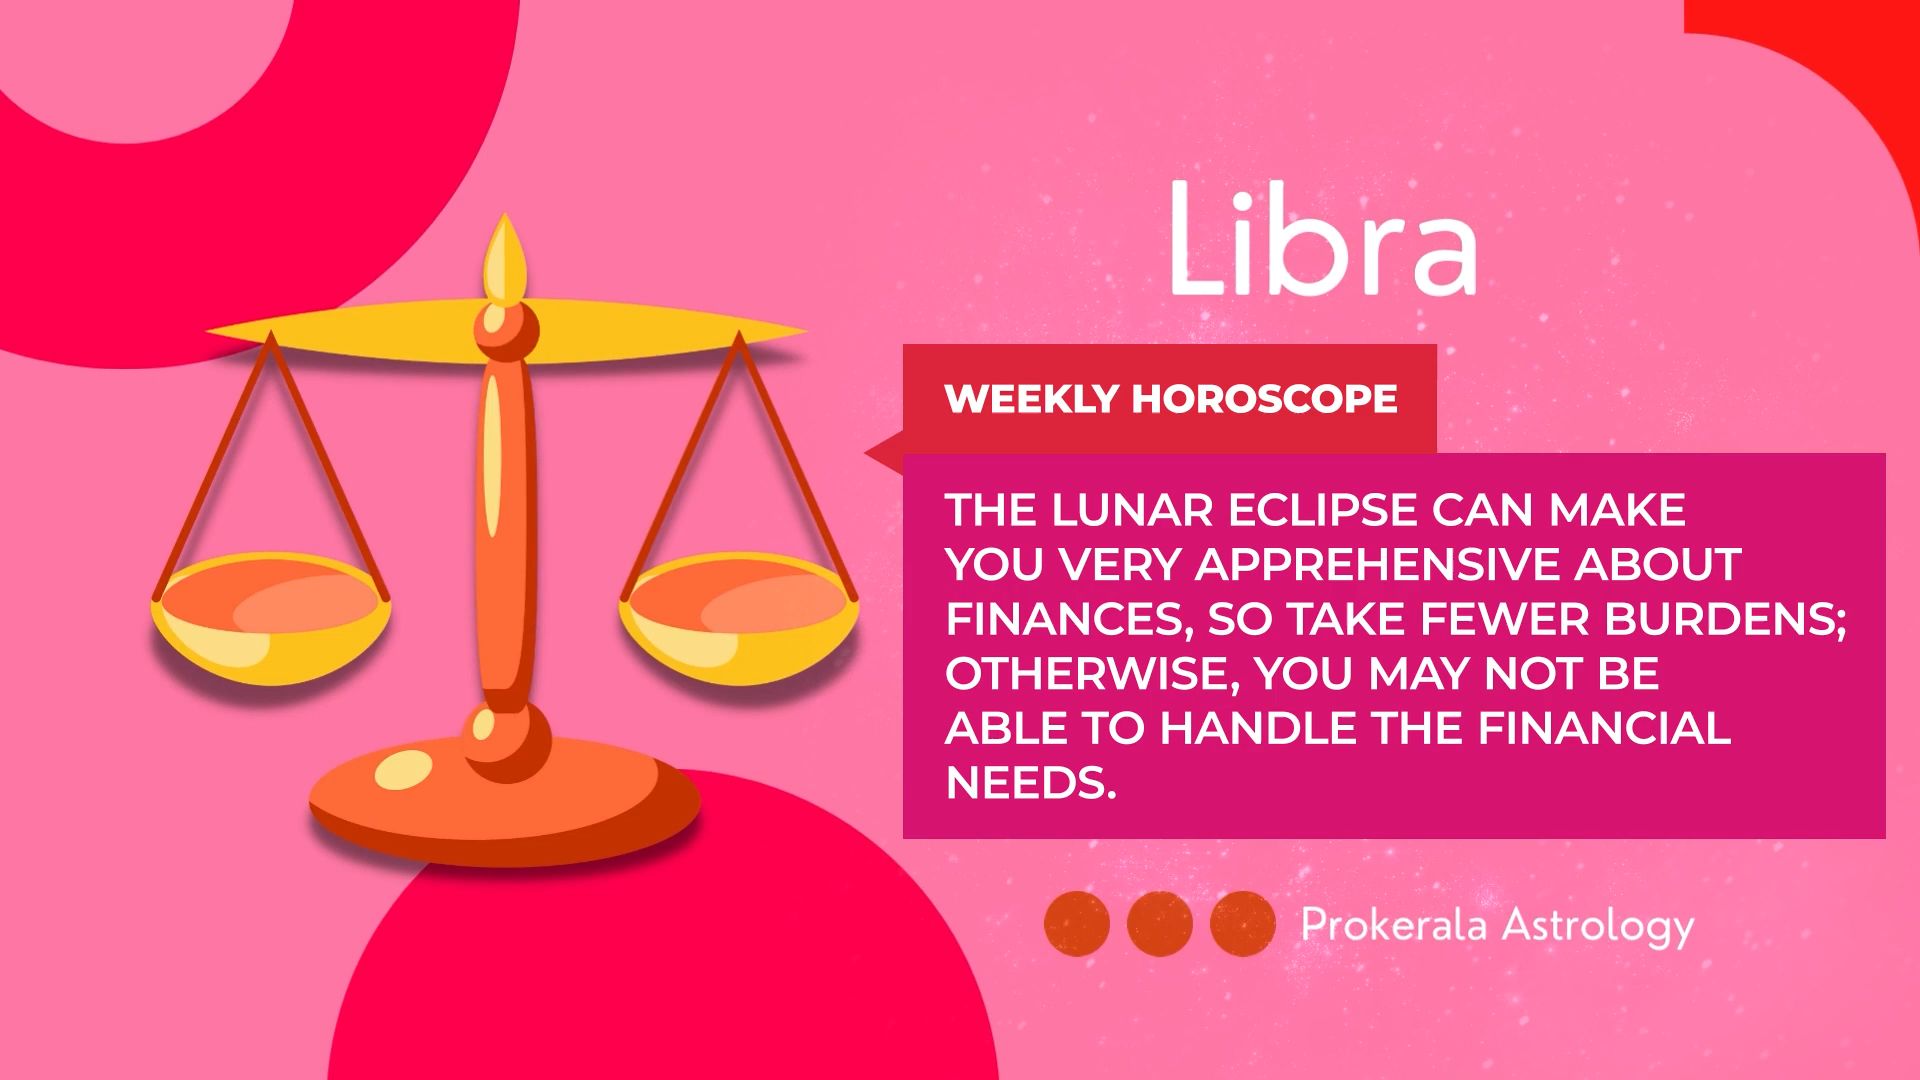 Libra
WEEKLY HOROSCOPE
THE LUNAR ECLIPSE CAN MAKE
YOU VERY APPREHENSIVE ABOUT
FINANCES, SO TAKE FEWER BURDENS;
OTHERWISE, YOU MAY NOT BE
ABLE TO HANDLE THE FINANCIAL
NEEDS.
Prokerala Astrology